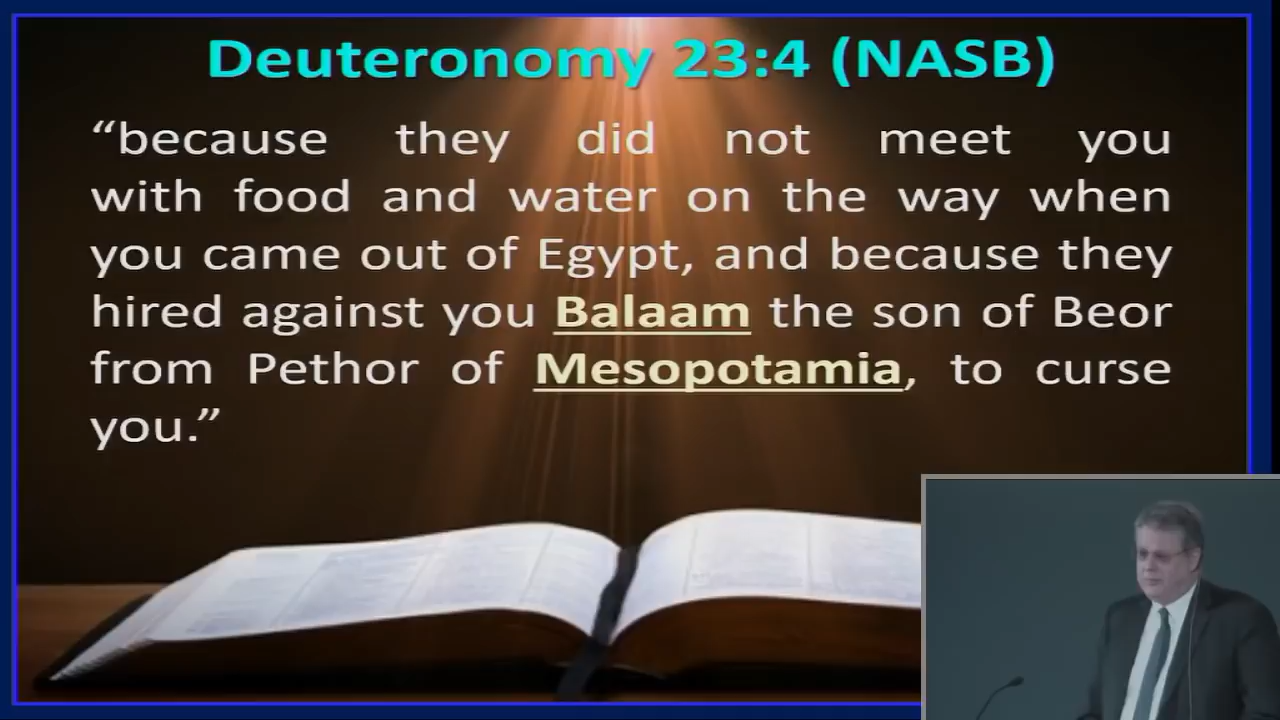 Deuteronomy 23:4 (NASB)
“because they did not meet you
with food and water on the way when
you came out of Egypt, and because they
hired against you Balaam the son of Beor
from Pethor of Mesopotamia, to curse
you.”